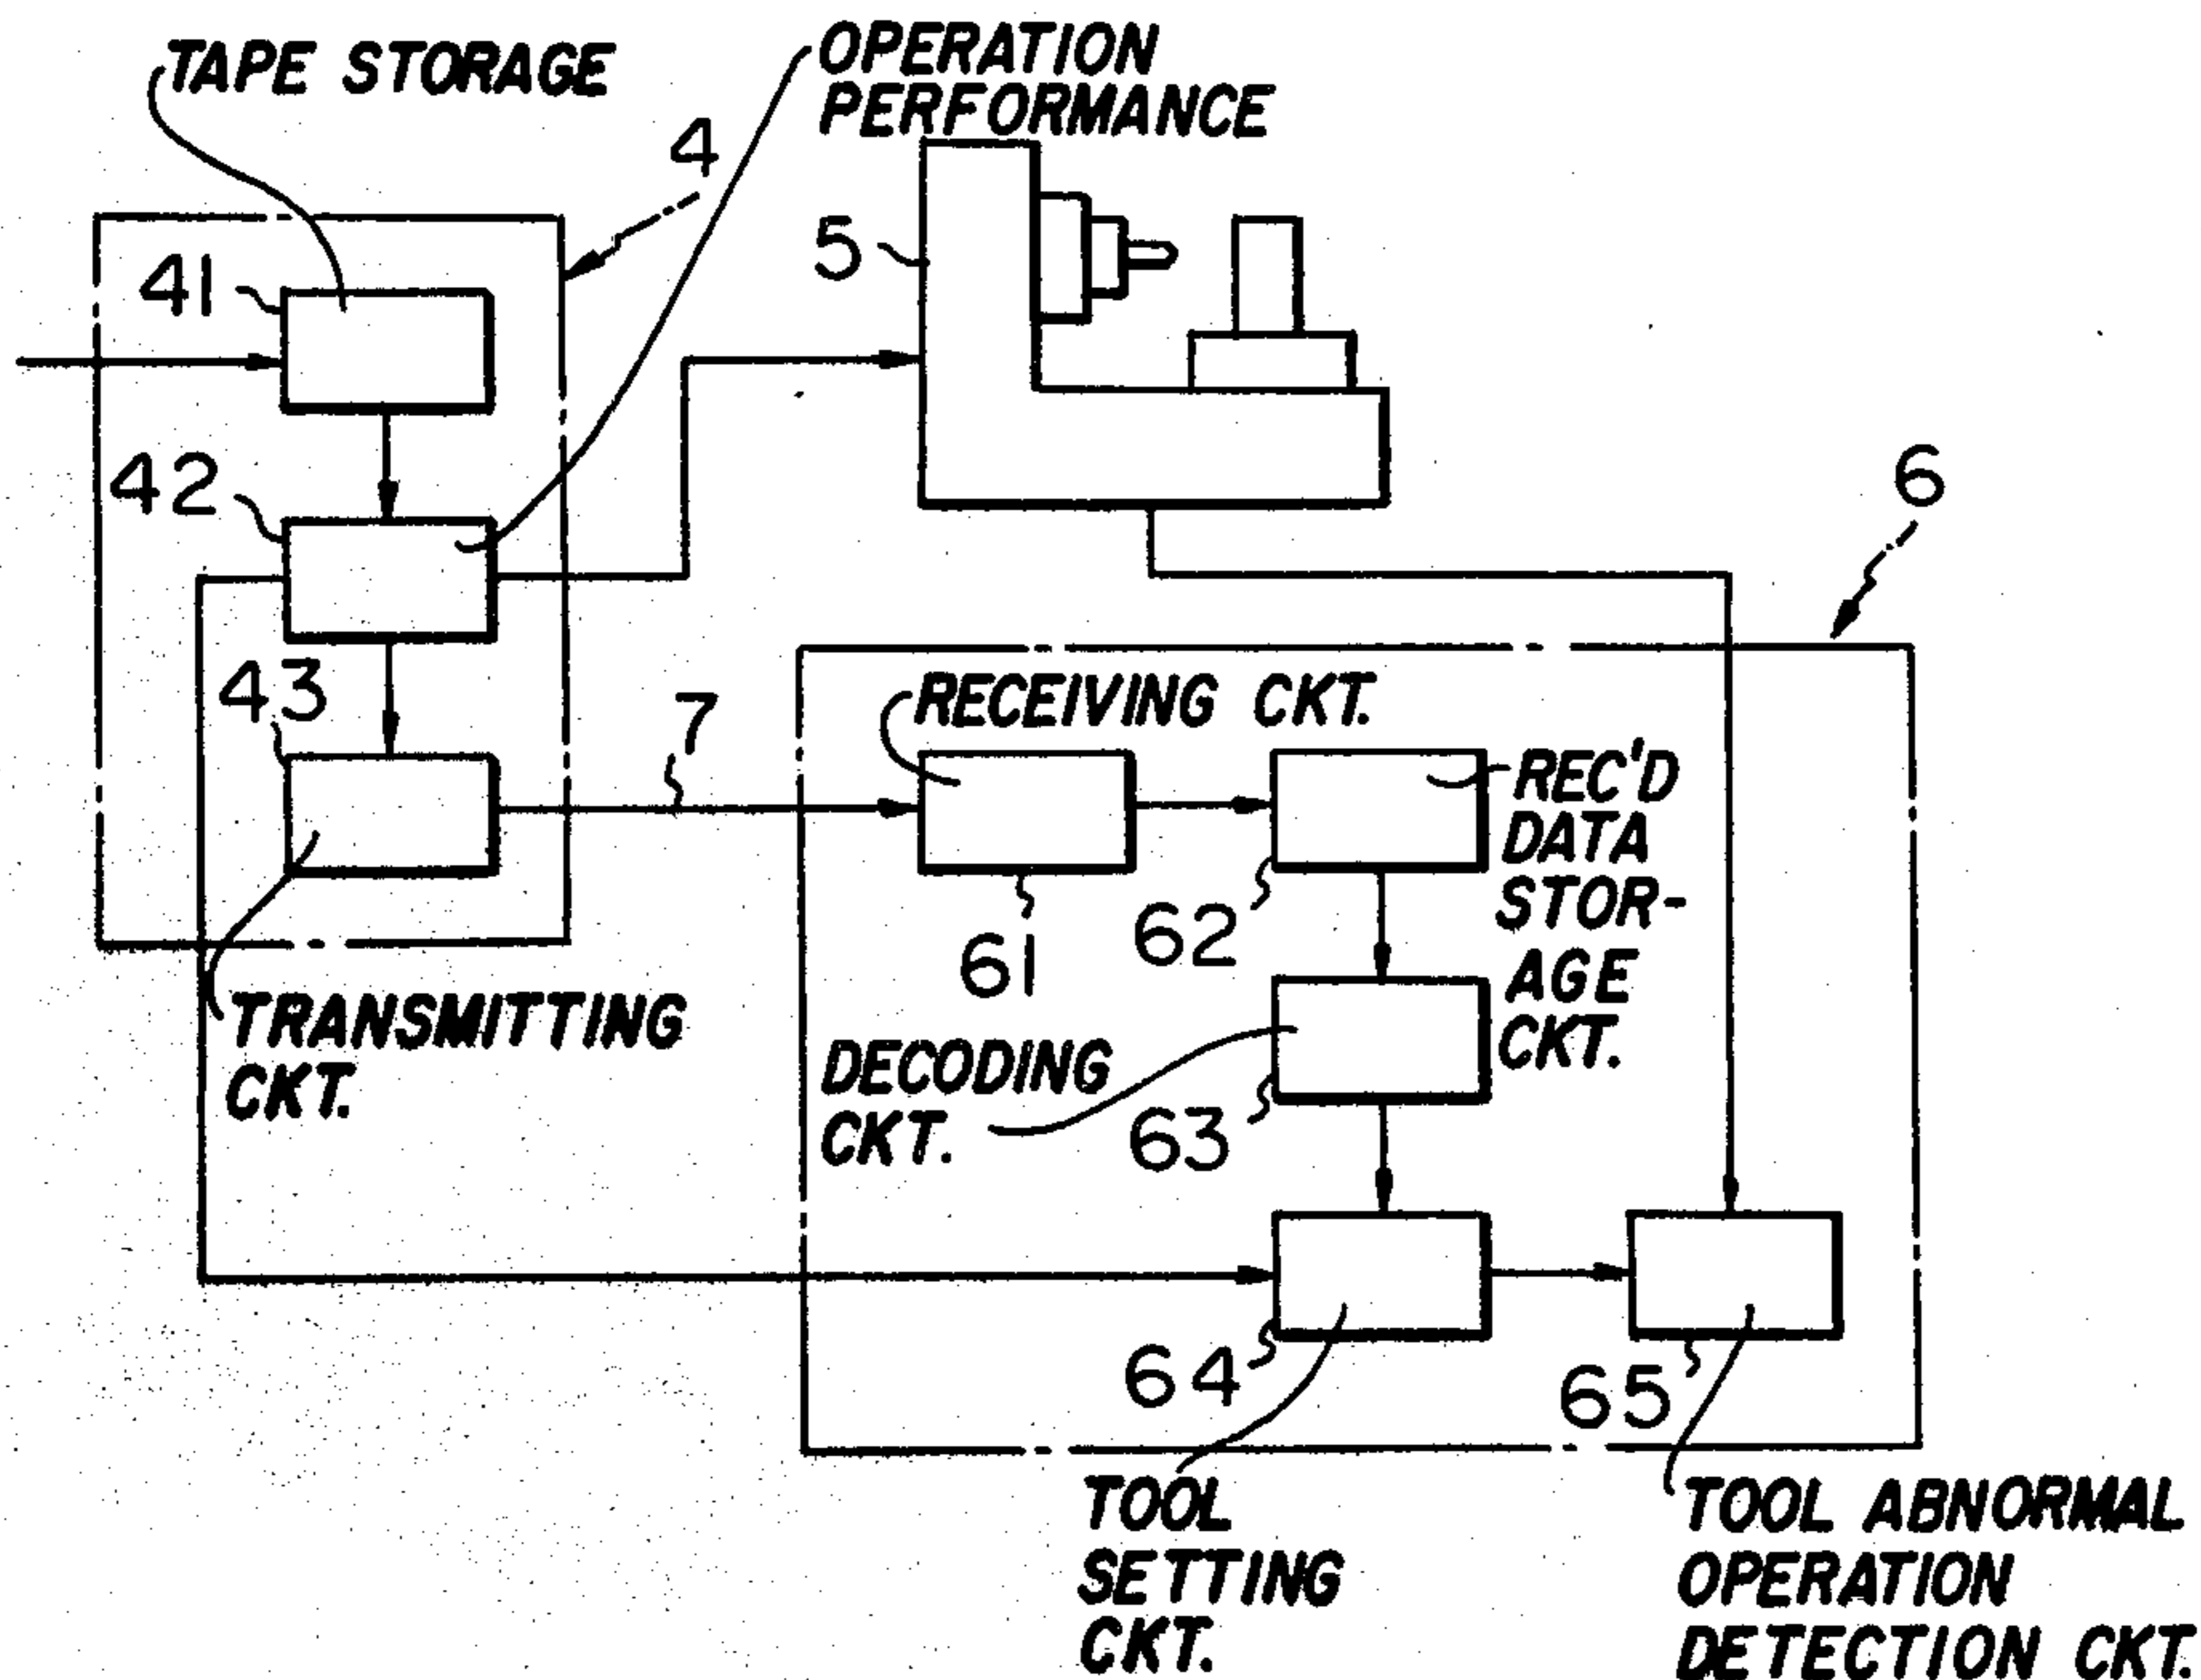 TAPE STORAGE
OPERATION
PERFORMANCE
4
41
5
42
6
43
7
RECEIVING CKT.
REC'D
DATA
STOR-
AGE
CKT.
61
62
TRANSMITTING
CKT.
DECODING
CKT.
63
64
65
TOOL
SETTING
CKT.
TOOL ABNORMAL
OPERATION
DETECTION CKT.